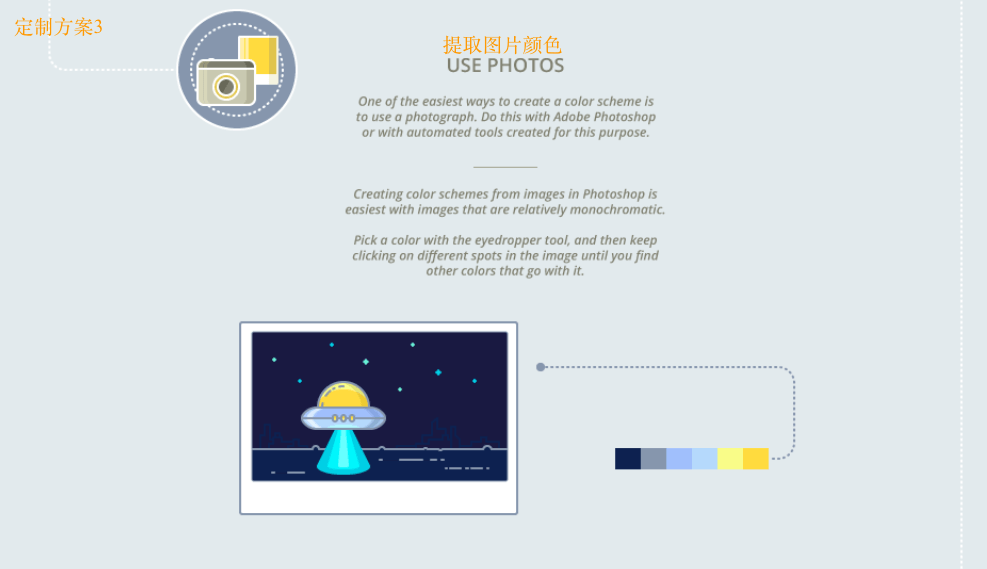 定制方案3
提取图片颜色
USE PHOTOS
One of the easiest ways to create a color scheme is
to use a photograph. Do this with Adobe Photoshop
or with automated tools created for this purpose.
Creating color schemes from images in Photoshop is
easiest with images that are relatively monochromatic.
Pick a color with the eyedropper tool, and then keep
clicking on different spots in the image until you find
other colors that go with it.